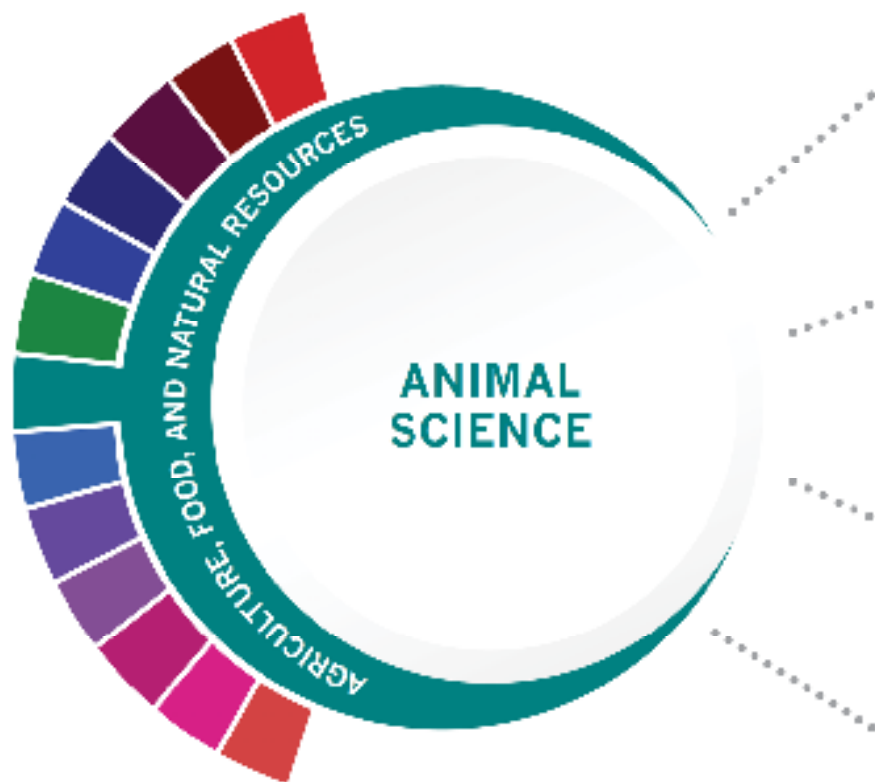 AGRICULTURE, FOOD, AND NATURAL RESOURCES
ANIMAL
SCIENCE